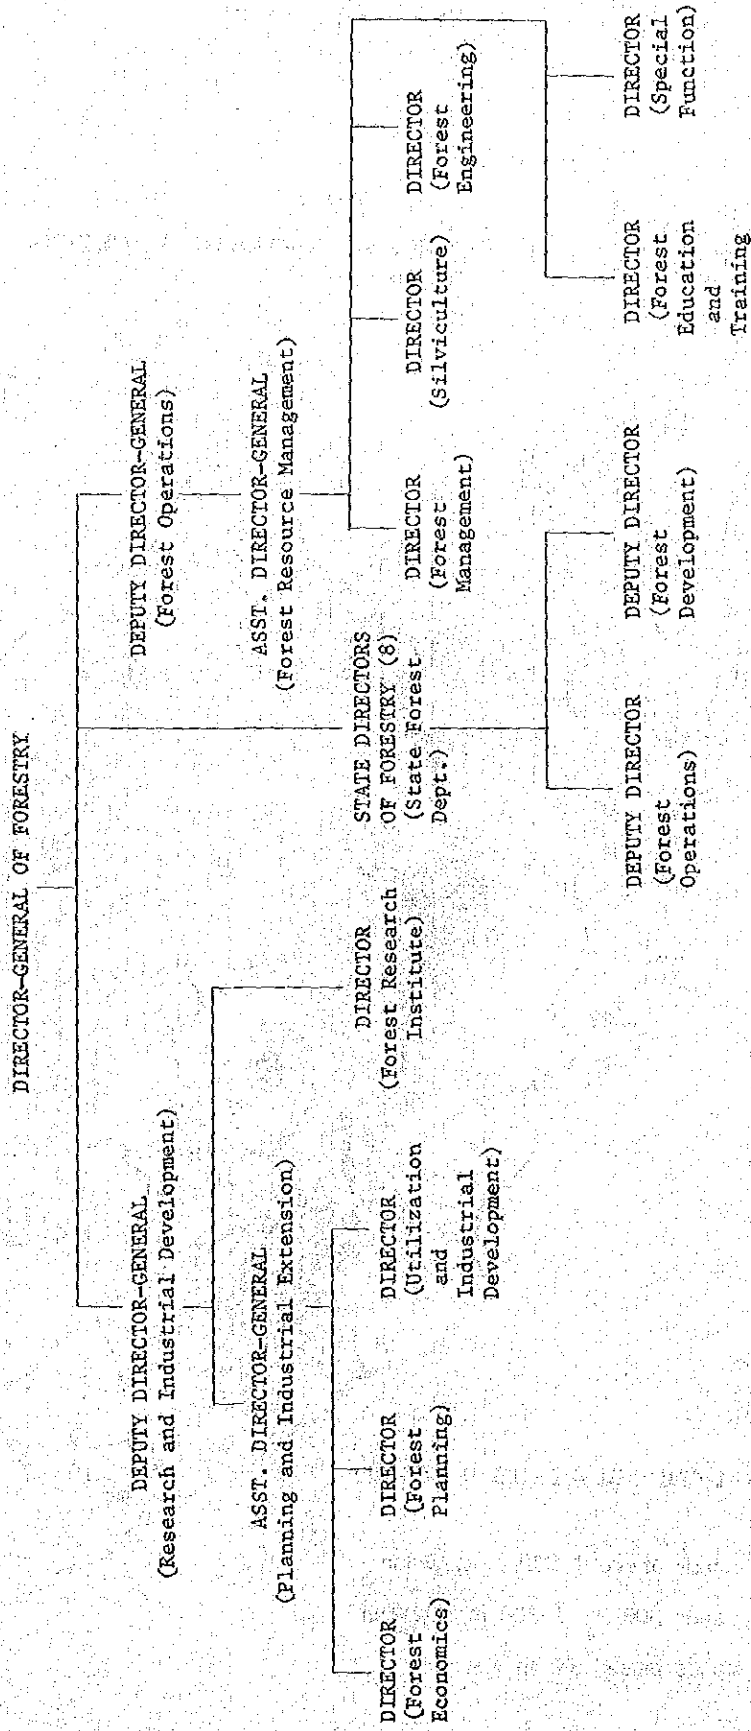 DIRECTOR-GENERAL OF FORESTRY
DEPUTY DIRECTOR-GENERAL
(Research and Industrial Development)
DEPUTY DIRECTOR-GENERAL
(Forest Operations)
ASST. DIRECTOR-GENERAL
(Planning and Industrial Extension)
ASST. DIRECTOR-GENERAL
(Forest Resource Management)
DIRECTOR
(Forest
Economics)
DIRECTOR
(Forest
Planning)
DIRECTOR
(Utilization
and
Industrial
Development)
DIRECTOR
(Forest Research
Institute)
STATE DIRECTORS
OF FORESTRY (8)
(State Forest
Dept.)
DIRECTOR
(Forest
Management)
DIRECTOR
(Silviculture)
DIRECTOR
(Forest
Engineering)
DEPUTY DIRECTOR
(Forest
Operations)
DEPUTY DIRECTOR
(Forest
Development)
DIRECTOR
(Forest
Education
and
Training
DIRECTOR
(Special
Function)